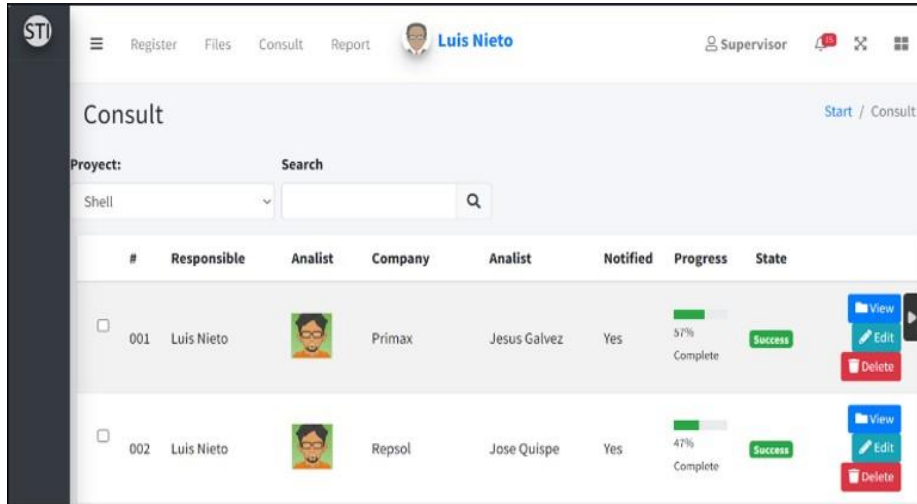 STI
Register Files Consult Report Luis Nieto Supervisor 15
Consult
Start / Consult
Proyect: Search
Shell
# Responsible Analist Company Analist Notified Progress State
001 Luis Nieto Primax Jesus Galvez Yes 57% Complete Success View Edit Delete
002 Luis Nieto Repsol Jose Quispe Yes 47% Complete Success View Edit Delete